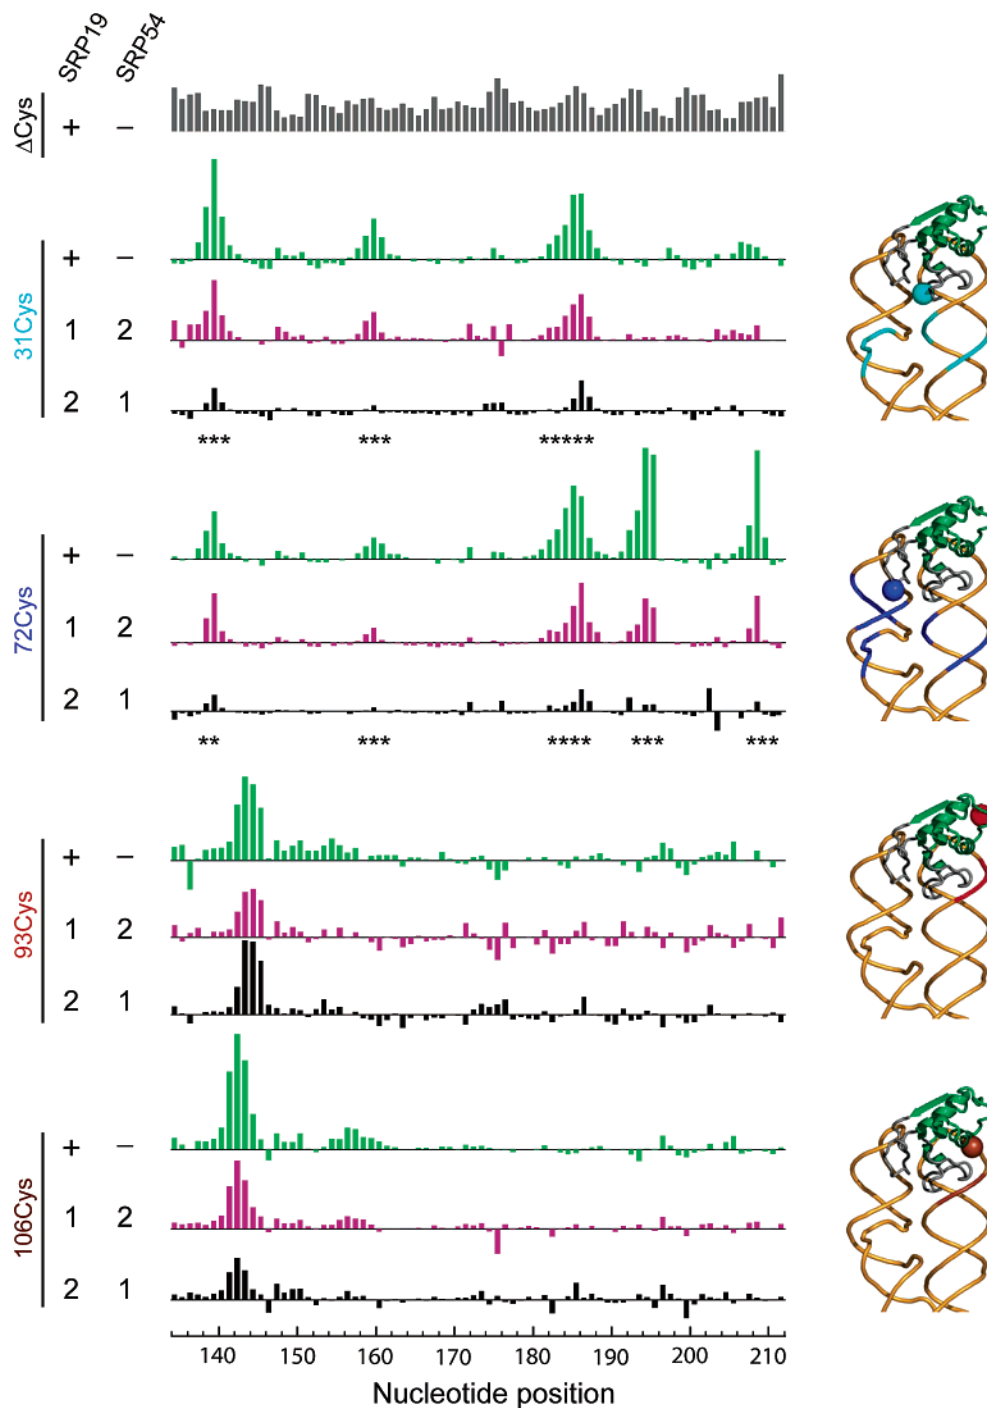 SRP19 SRP54
ΔCys + −
31Cys
+ −
1 2
2 1
*** *** *****
72Cys
+ −
1 2
2 1
** *** **** *** ***
93Cys
+ −
1 2
2 1
106Cys
+ −
1 2
2 1
140 150 160 170 180 190 200 210
Nucleotide position